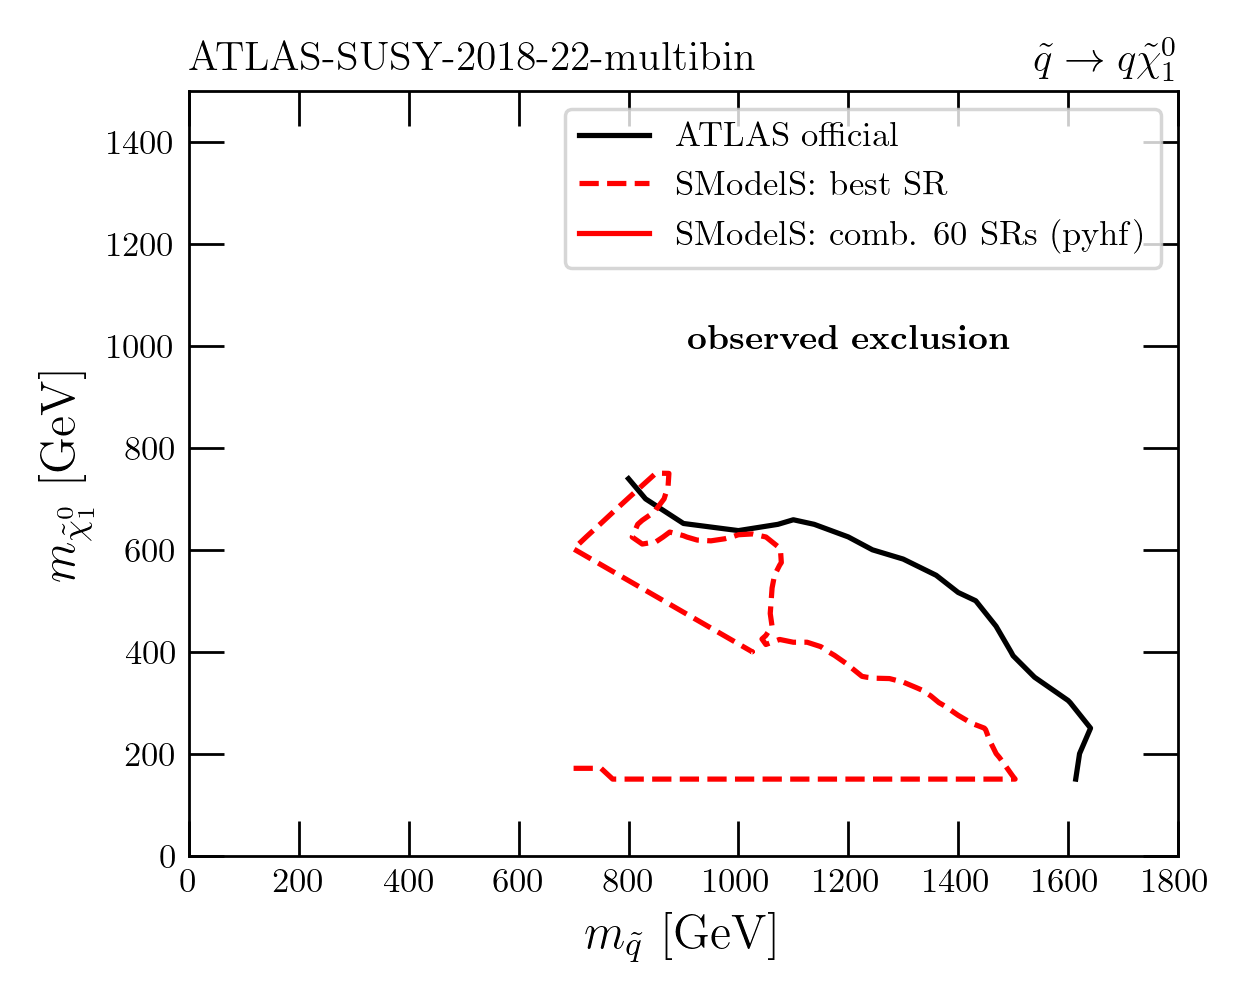 ATLAS-SUSY-2018-22-multibin
q̃ → qχ̃₁⁰
ATLAS official
SModelS: best SR
SModelS: comb. 60 SRs (pyhf)
observed exclusion
1400
1200
1000
800
600
400
200
0
m_χ̃₁⁰ [GeV]
0 200 400 600 800 1000 1200 1400 1600 1800
m_q̃ [GeV]